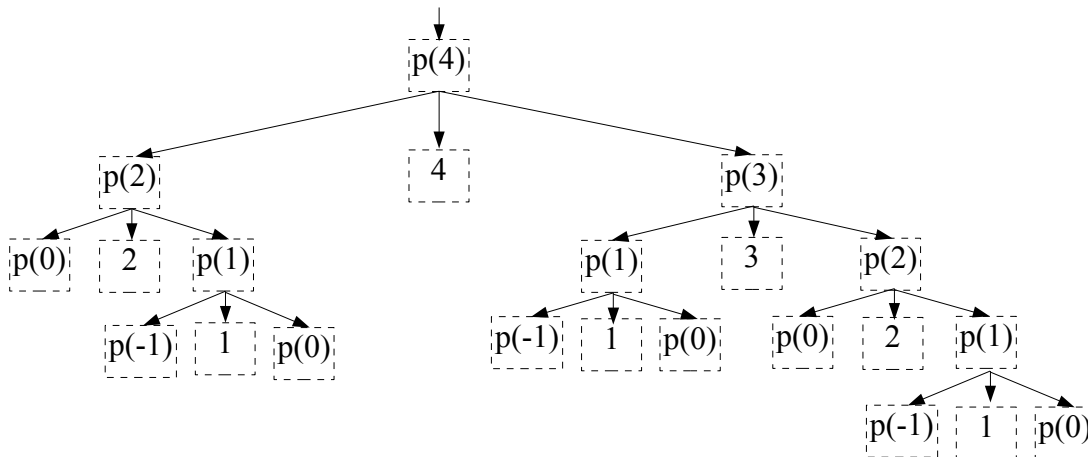 p(4)
p(2) 4 p(3)
p(0) 2 p(1) p(1) 3 p(2)
p(-1) 1 p(0) p(-1) 1 p(0) p(0) 2 p(1)
p(-1) 1 p(0)